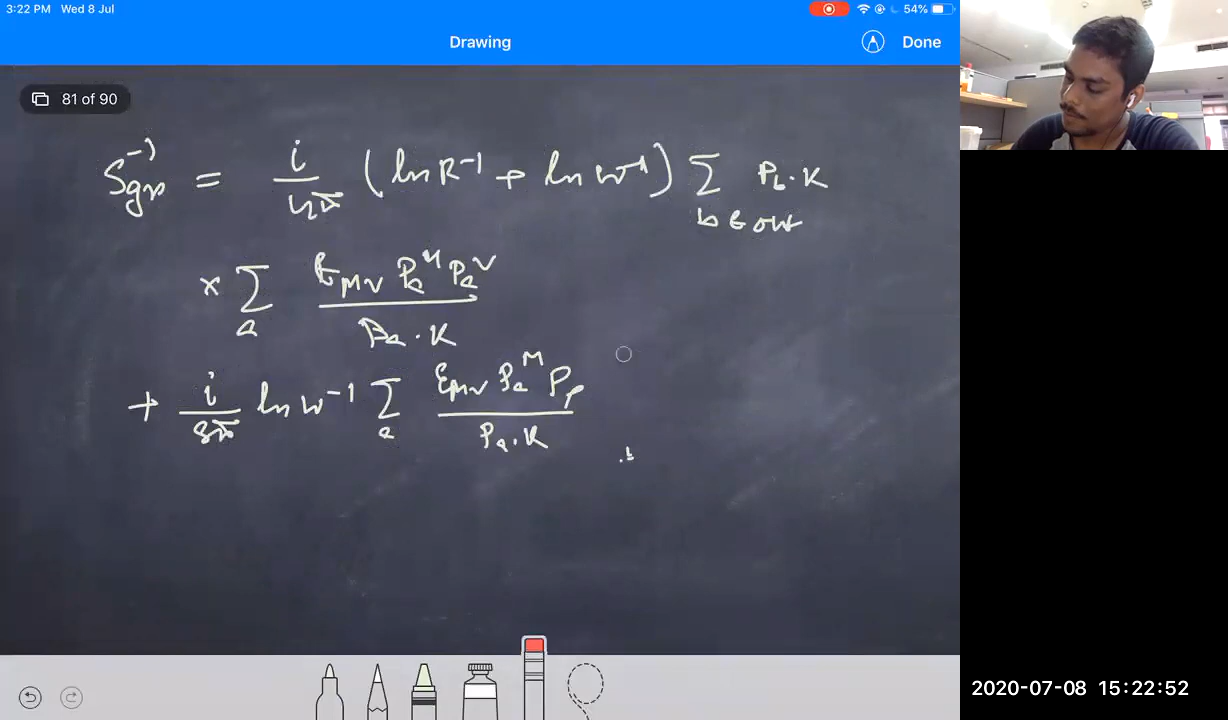 3:22 PM Wed 8 Jul
54%
Drawing
Done
81 of 90
S_gr^-1 = i/4π (ln R^-1 + ln w^-1) Σ_{b ∈ out} P_b . K
x Σ_a ε_μν P_a^μ P_a^ν / P_a . K
+ i/8π ln w^-1 Σ_a ε_μν P_a^μ P_ρ / P_a . K
2020-07-08 15:22:52